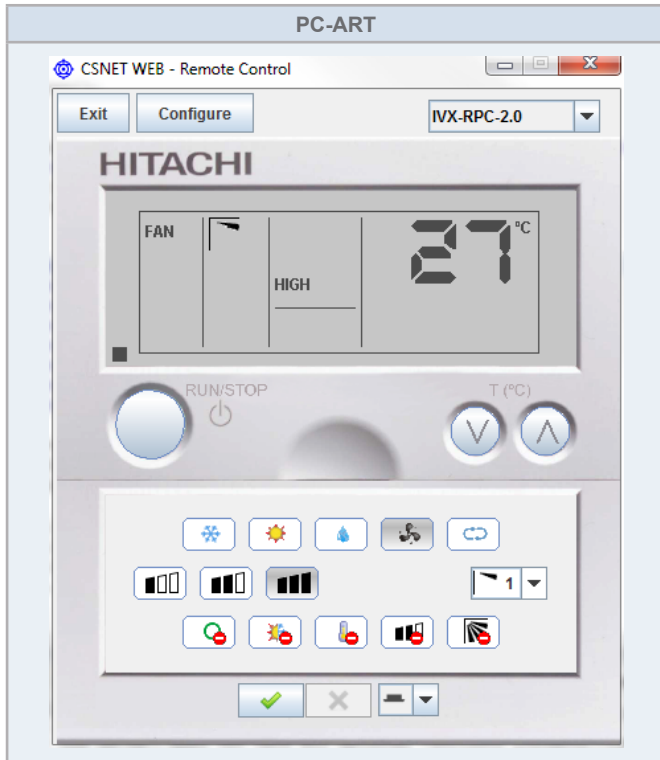 PC-ART
CSNET WEB - Remote Control
Exit Configure IVX-RPC-2.0
HITACHI
FAN 27 ºC
HIGH
RUN/STOP T (ºC)
1